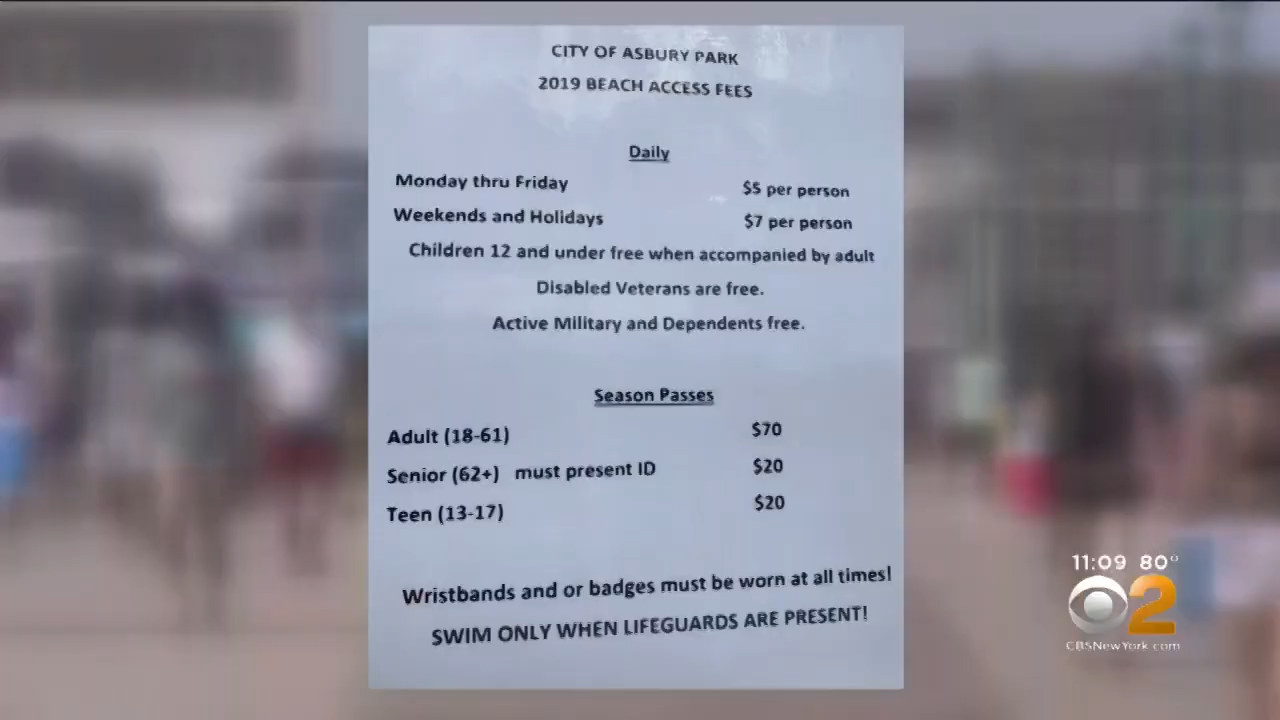 CITY OF ASBURY PARK
2019 BEACH ACCESS FEES
Daily
Monday thru Friday $5 per person
Weekends and Holidays $7 per person
Children 12 and under free when accompanied by adult
Disabled Veterans are free.
Active Military and Dependents free.
Season Passes
Adult (18-61) $70
Senior (62+) must present ID $20
Teen (13-17) $20
Wristbands and or badges must be worn at all times!
SWIM ONLY WHEN LIFEGUARDS ARE PRESENT!
11:09 80°
2
CBSNewYork.com